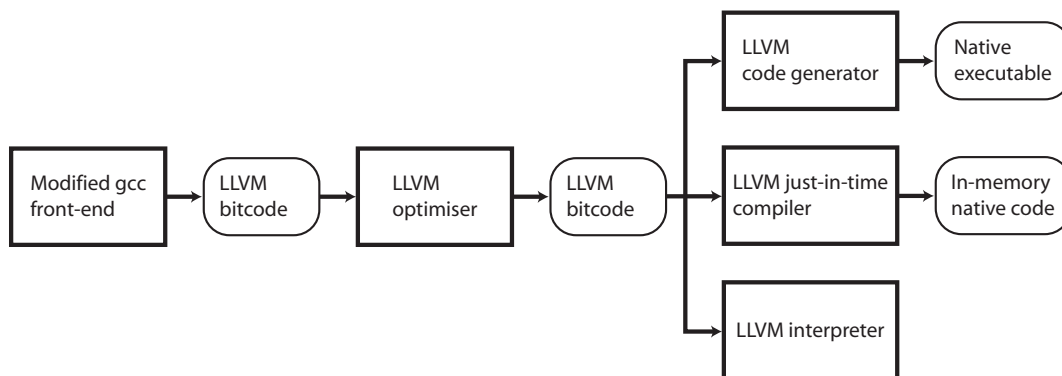 Modified gcc
front-end
LLVM
bitcode
LLVM
optimiser
LLVM
bitcode
LLVM
code generator
Native
executable
LLVM just-in-time
compiler
In-memory
native code
LLVM interpreter